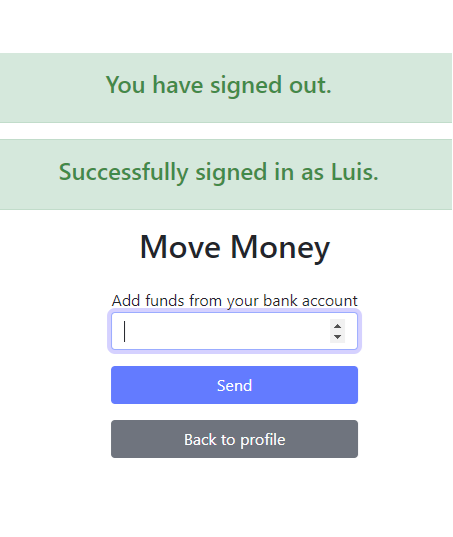 You have signed out.
Successfully signed in as Luis.
Move Money
Add funds from your bank account
Send
Back to profile